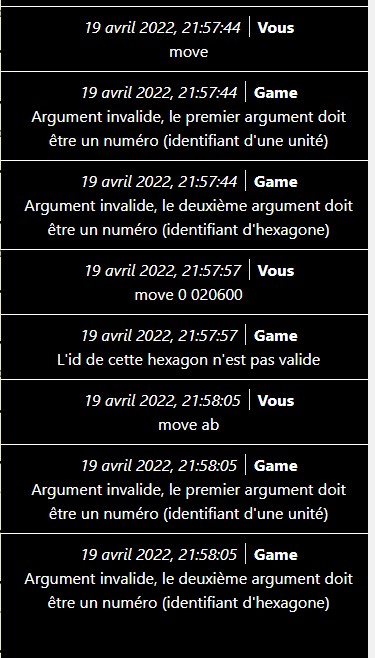 19 avril 2022, 21:57:44 | Vous
move
19 avril 2022, 21:57:44 | Game
Argument invalide, le premier argument doit
être un numéro (identifiant d'une unité)
19 avril 2022, 21:57:44 | Game
Argument invalide, le deuxième argument doit
être un numéro (identifiant d'hexagone)
19 avril 2022, 21:57:57 | Vous
move 0 020600
19 avril 2022, 21:57:57 | Game
L'id de cette hexagon n'est pas valide
19 avril 2022, 21:58:05 | Vous
move ab
19 avril 2022, 21:58:05 | Game
Argument invalide, le premier argument doit
être un numéro (identifiant d'une unité)
19 avril 2022, 21:58:05 | Game
Argument invalide, le deuxième argument doit
être un numéro (identifiant d'hexagone)